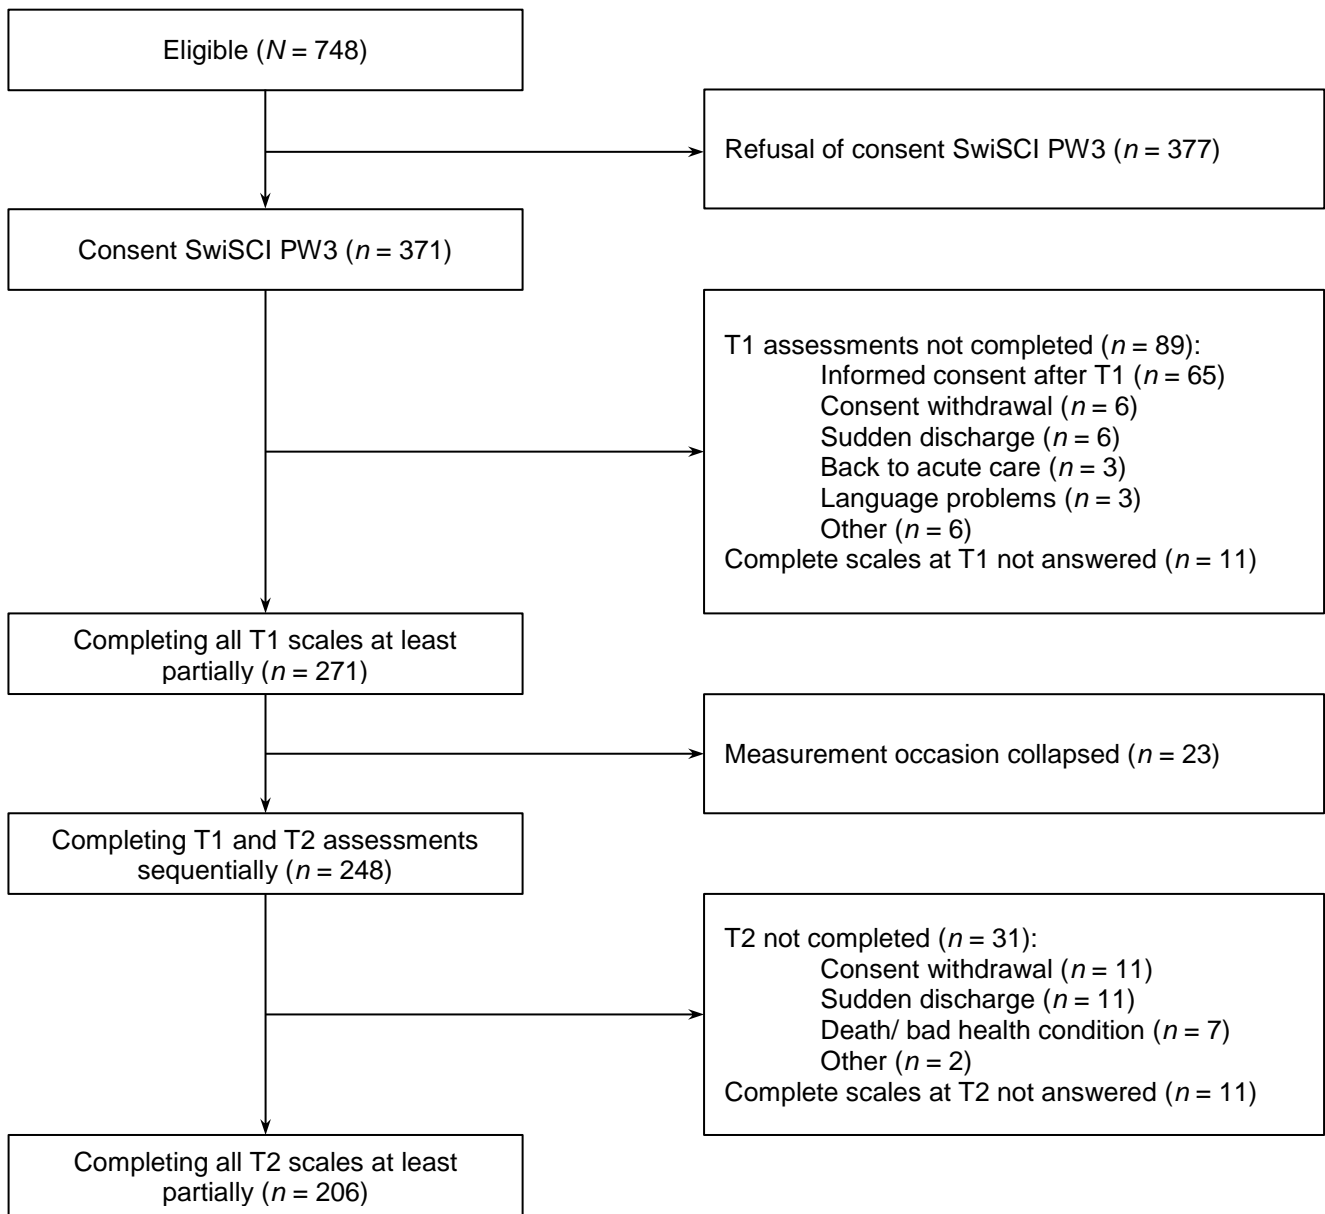 Eligible (N = 748)
Refusal of consent SwiSCI PW3 (n = 377)
Consent SwiSCI PW3 (n = 371)
T1 assessments not completed (n = 89):
Informed consent after T1 (n = 65)
Consent withdrawal (n = 6)
Sudden discharge (n = 6)
Back to acute care (n = 3)
Language problems (n = 3)
Other (n = 6)
Complete scales at T1 not answered (n = 11)
Completing all T1 scales at least
partially (n = 271)
Measurement occasion collapsed (n = 23)
Completing T1 and T2 assessments
sequentially (n = 248)
T2 not completed (n = 31):
Consent withdrawal (n = 11)
Sudden discharge (n = 11)
Death/ bad health condition (n = 7)
Other (n = 2)
Complete scales at T2 not answered (n = 11)
Completing all T2 scales at least
partially (n = 206)